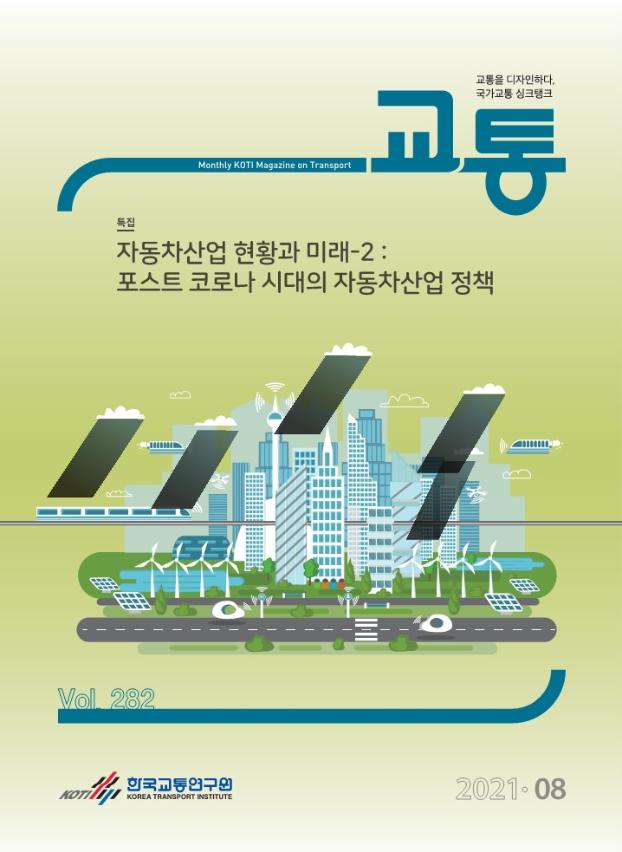 교통을 디자인하다,
국가교통 싱크탱크
교통
Monthly KOTI Magazine on Transport
특집
자동차산업 현황과 미래-2 :
포스트 코로나 시대의 자동차산업 정책
Vol. 282
KOTI 한국교통연구원
KOREA TRANSPORT INSTITUTE
2021· 08